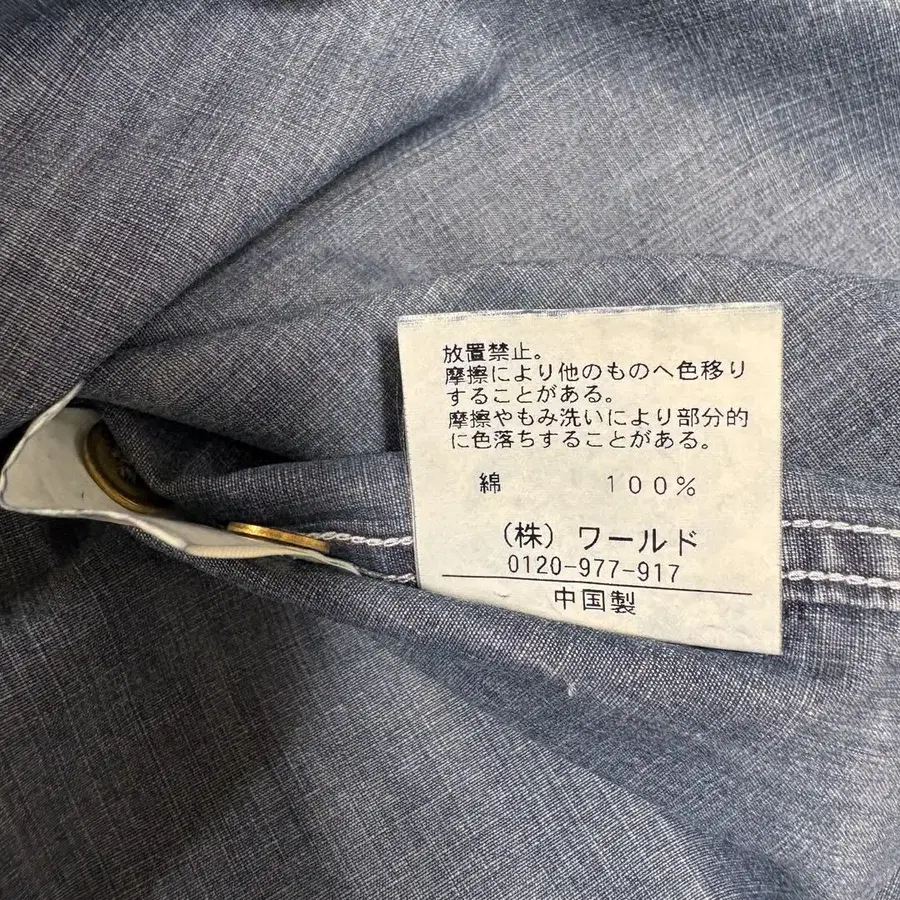 放置禁止。
摩擦により他のものへ色移り
することがある。
摩擦やもみ洗いにより部分的
に色落ちすることがある。
綿 100%
(株)ワールド
0120-977-917
中国製